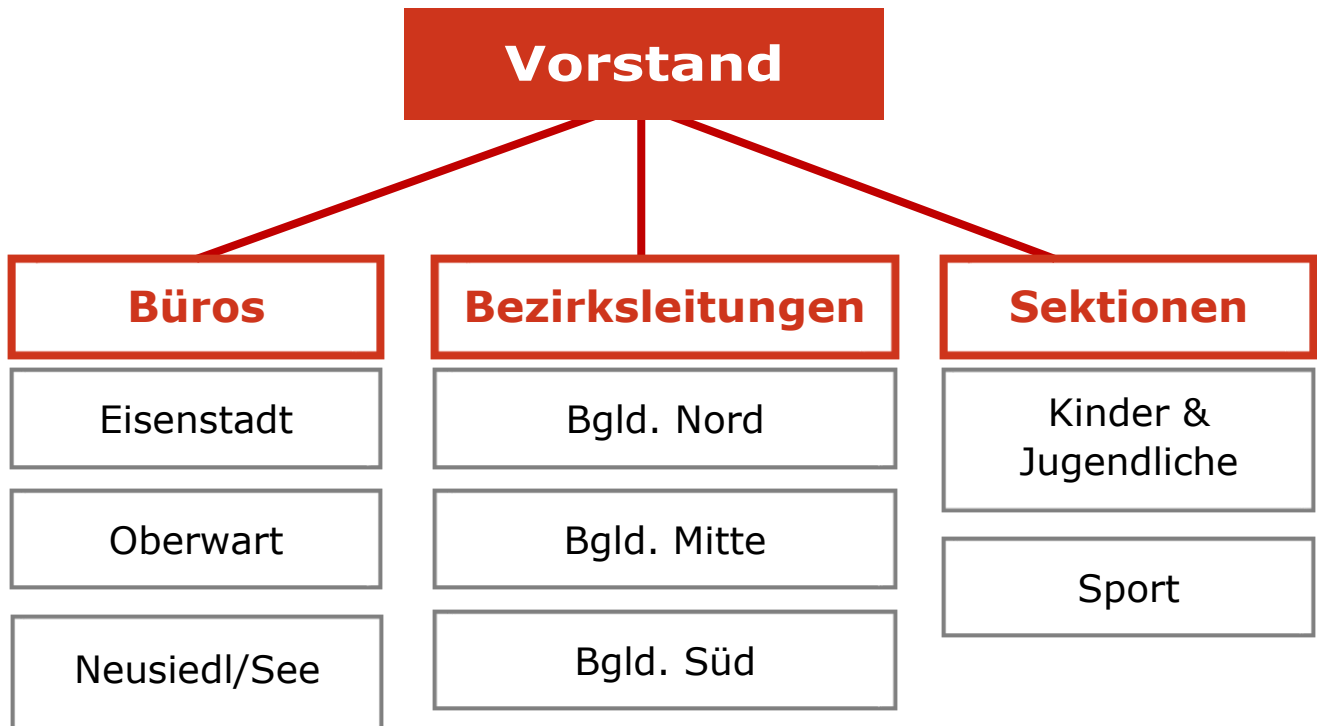 Vorstand
Büros
Eisenstadt
Oberwart
Neusiedl/See
Bezirksleitungen
Bgld. Nord
Bgld. Mitte
Bgld. Süd
Sektionen
Kinder &
Jugendliche
Sport